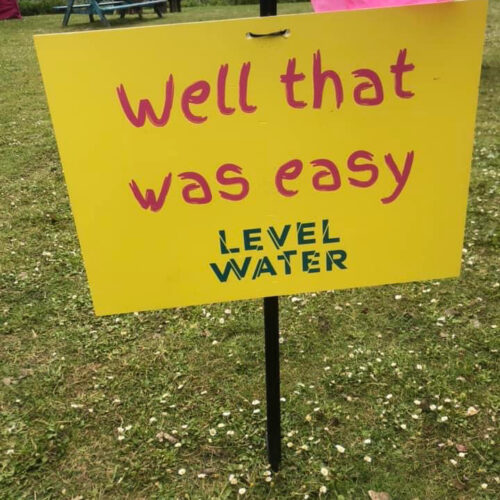 Well that
was easy
LEVEL
WATER